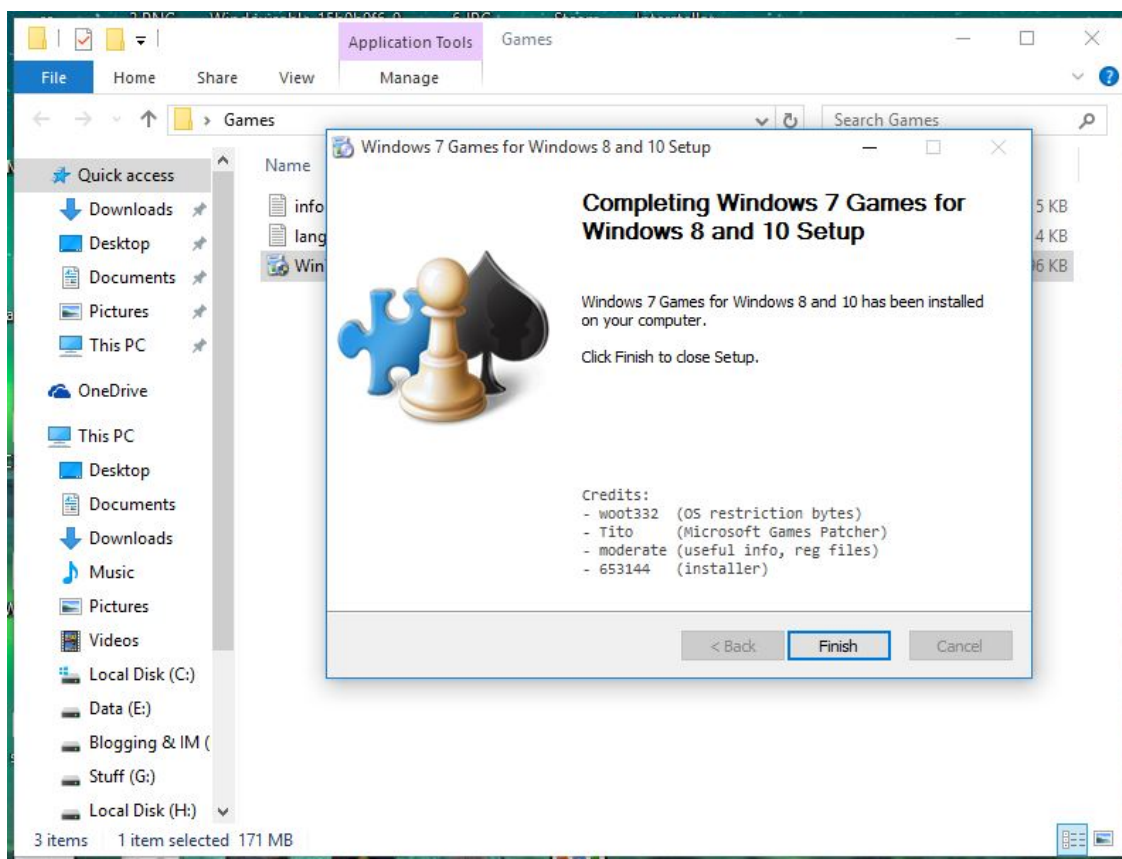 Application Tools
Games
File
Home
Share
View
Manage
Games
Search Games
Quick access
Downloads
Desktop
Documents
Pictures
This PC
OneDrive
This PC
Desktop
Documents
Downloads
Music
Pictures
Videos
Local Disk (C:)
Data (E:)
Blogging & IM (
Stuff (G:)
Local Disk (H:)
Name
info
5 KB
lang
4 KB
Win
96 KB
Windows 7 Games for Windows 8 and 10 Setup
Completing Windows 7 Games for
Windows 8 and 10 Setup
Windows 7 Games for Windows 8 and 10 has been installed
on your computer.
Click Finish to close Setup.
Credits:
- woot332 (OS restriction bytes)
- Tito (Microsoft Games Patcher)
- moderate (useful info, reg files)
- 653144 (installer)
< Back
Finish
Cancel
3 items
1 item selected 171 MB